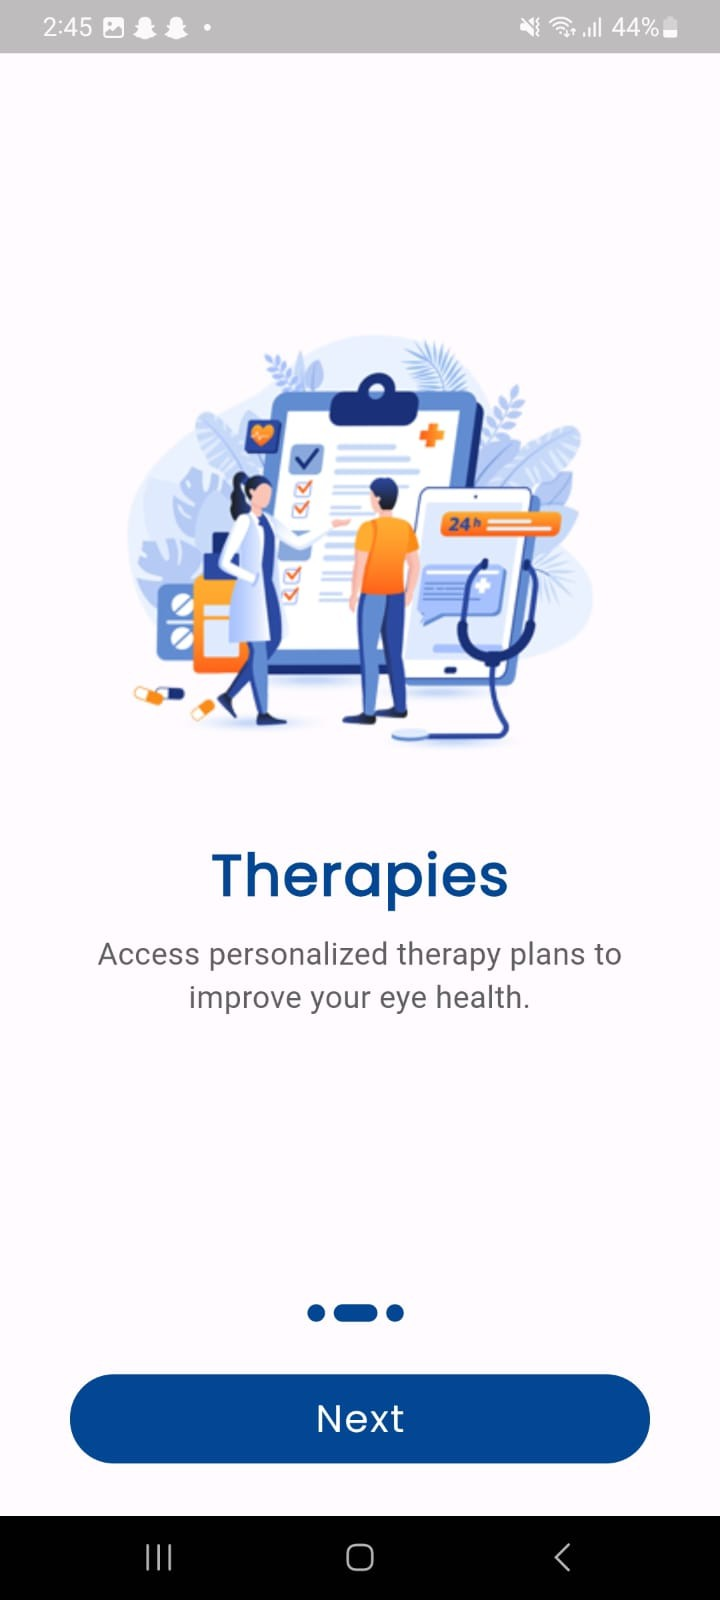 2:45
44%
24h
Therapies
Access personalized therapy plans to
improve your eye health.
Next